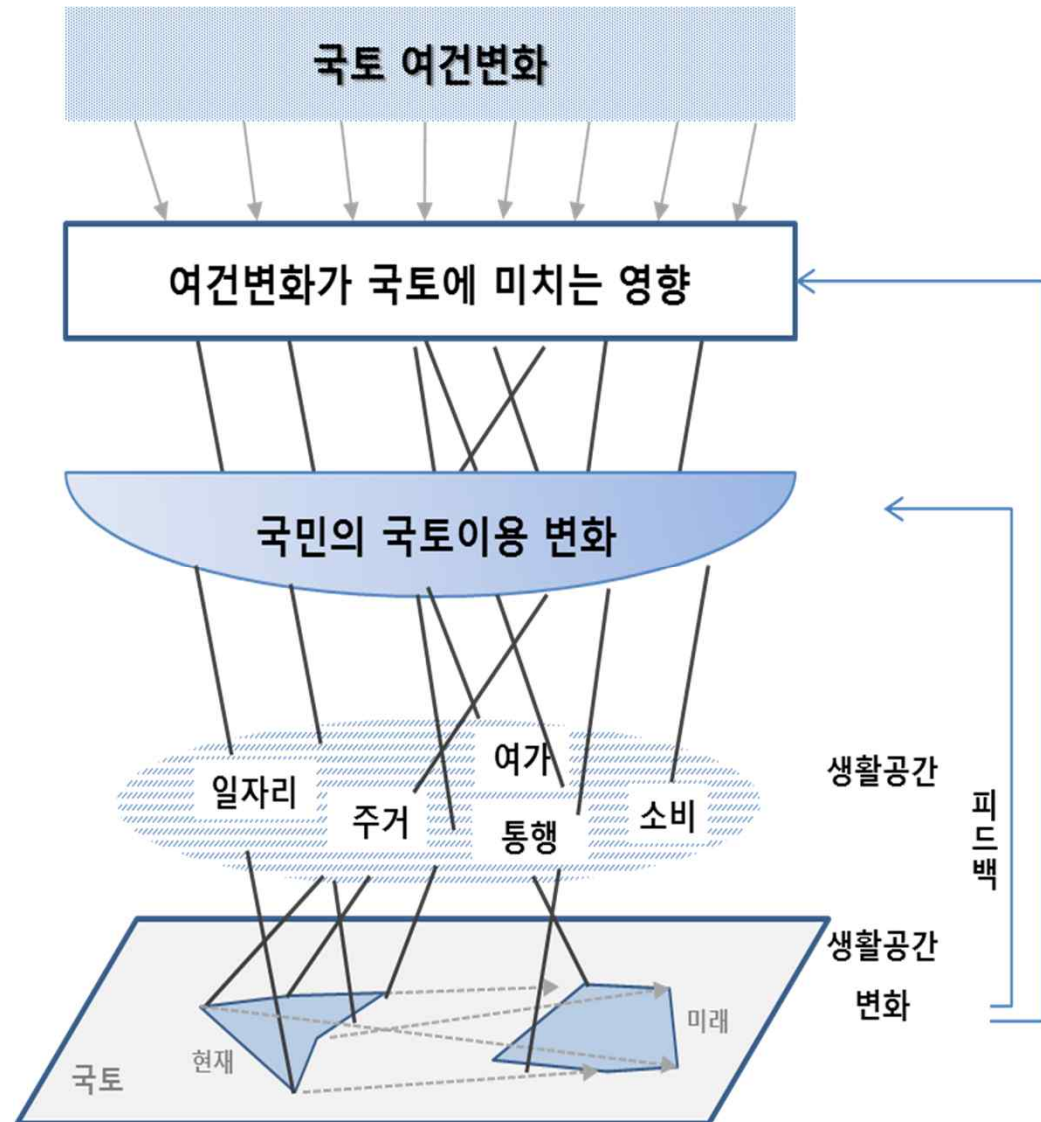 국토 여건변화
여건변화가 국토에 미치는 영향
국민의 국토이용 변화
일자리
주거
여가
통행
소비
생활공간
피드백
생활공간
변화
현재
미래
국토